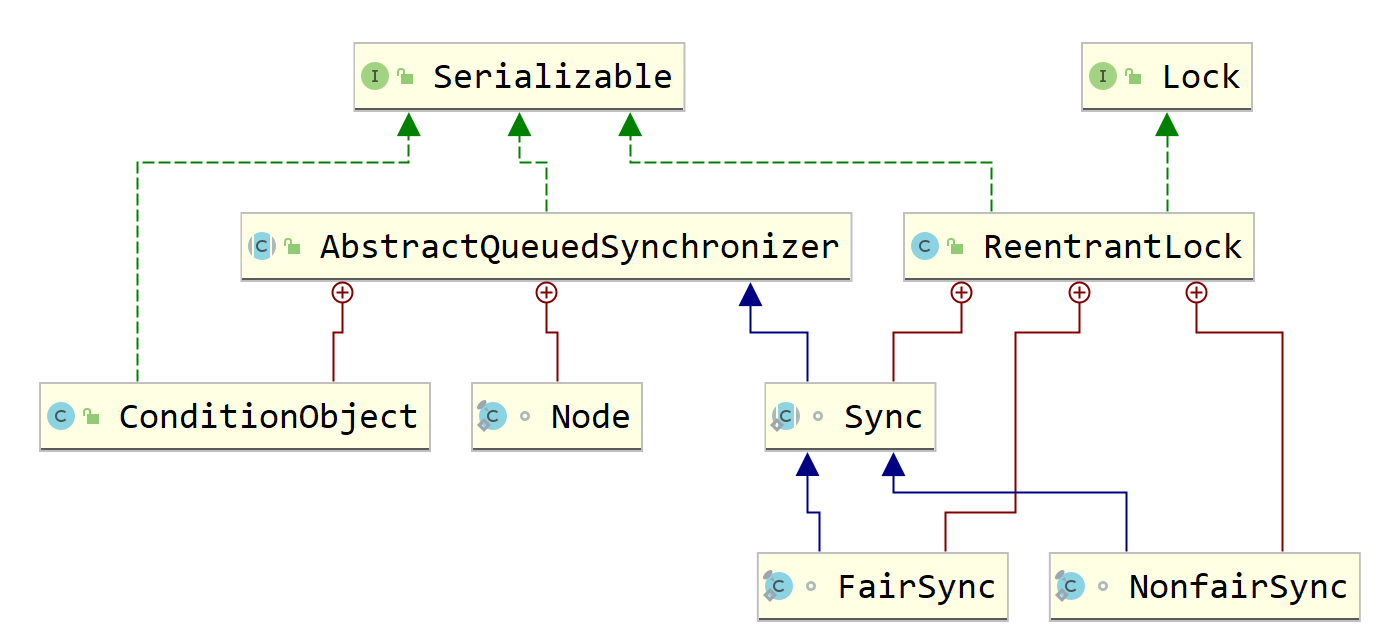 I Serializable
I Lock
C AbstractQueuedSynchronizer
C ReentrantLock
C ConditionObject
C Node
C Sync
C FairSync
C NonfairSync